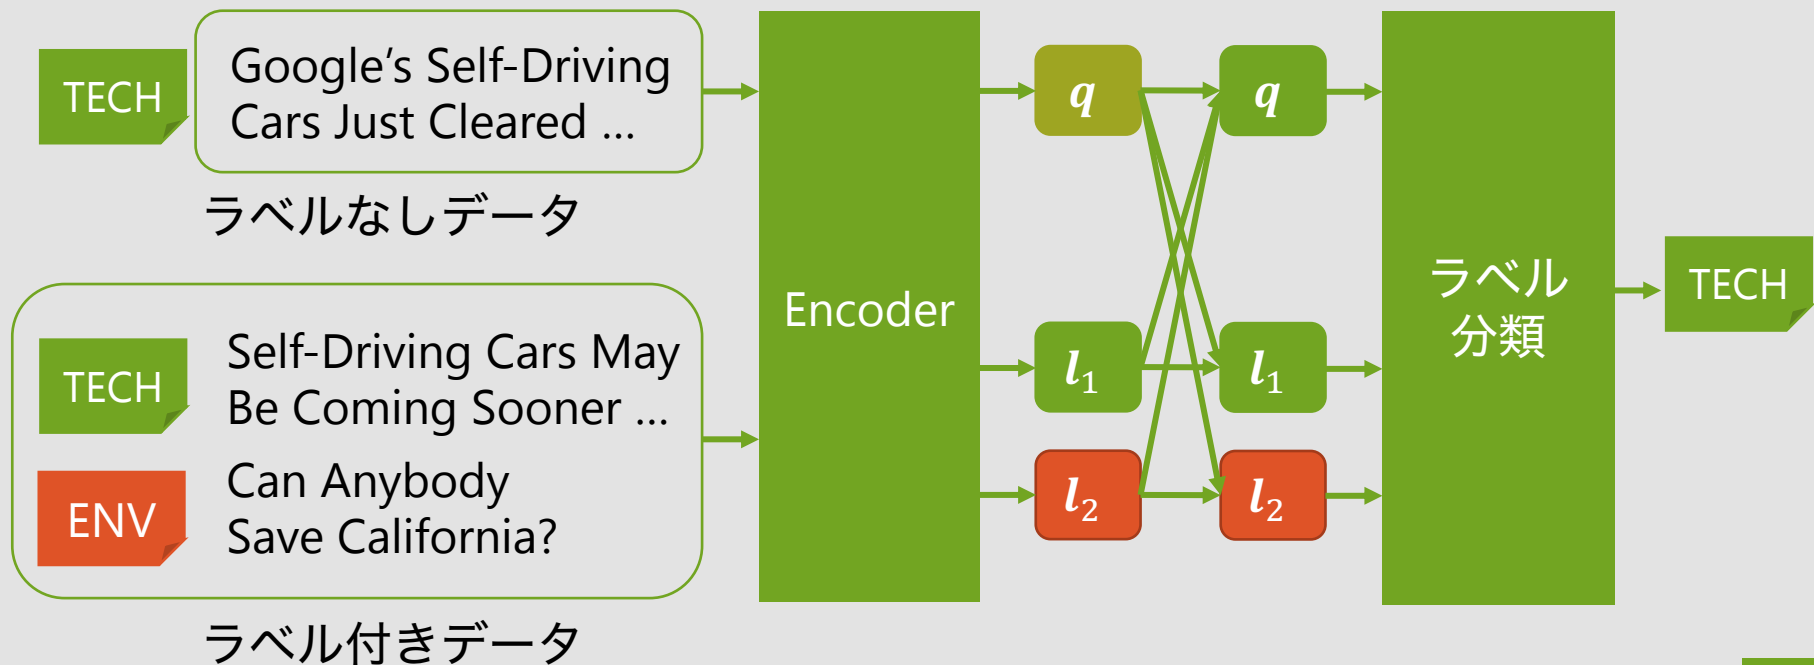 TECH
Google's Self-Driving
Cars Just Cleared ...
ラベルなしデータ
TECH
Self-Driving Cars May
Be Coming Sooner ...
ENV
Can Anybody
Save California?
ラベル付きデータ
Encoder
q
q
l₁
l₁
l₂
l₂
ラベル
分類
TECH